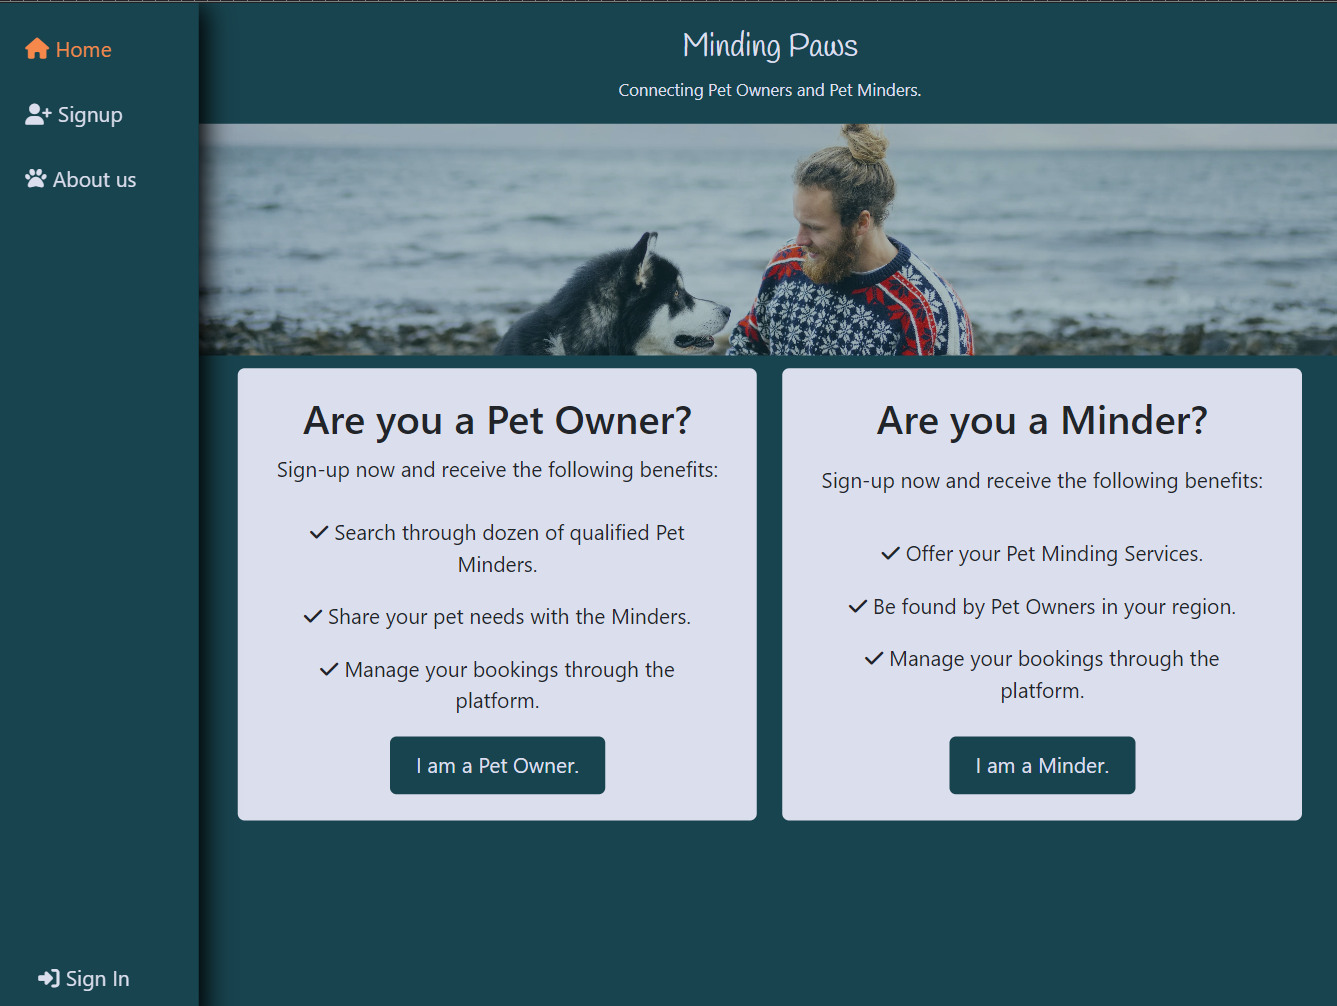 Home
Signup
About us
Sign In
Minding Paws
Connecting Pet Owners and Pet Minders.
Are you a Pet Owner?
Sign-up now and receive the following benefits:
Search through dozen of qualified Pet
Minders.
Share your pet needs with the Minders.
Manage your bookings through the
platform.
I am a Pet Owner.
Are you a Minder?
Sign-up now and receive the following benefits:
Offer your Pet Minding Services.
Be found by Pet Owners in your region.
Manage your bookings through the
platform.
I am a Minder.